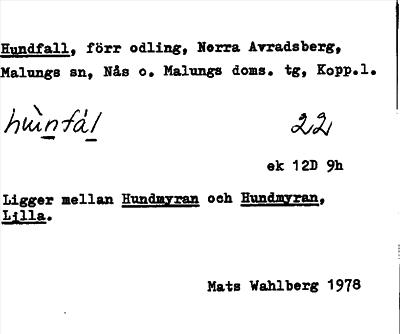 Hundfall, förr odling, Norra Avradsberg,
Malungs sn, Nås o. Malungs doms. tg, Kopp.l.
hùnfál 22
ek 12D 9h
Ligger mellan Hundmyran och Hundmyran,
Lilla.
Mats Wahlberg 1978